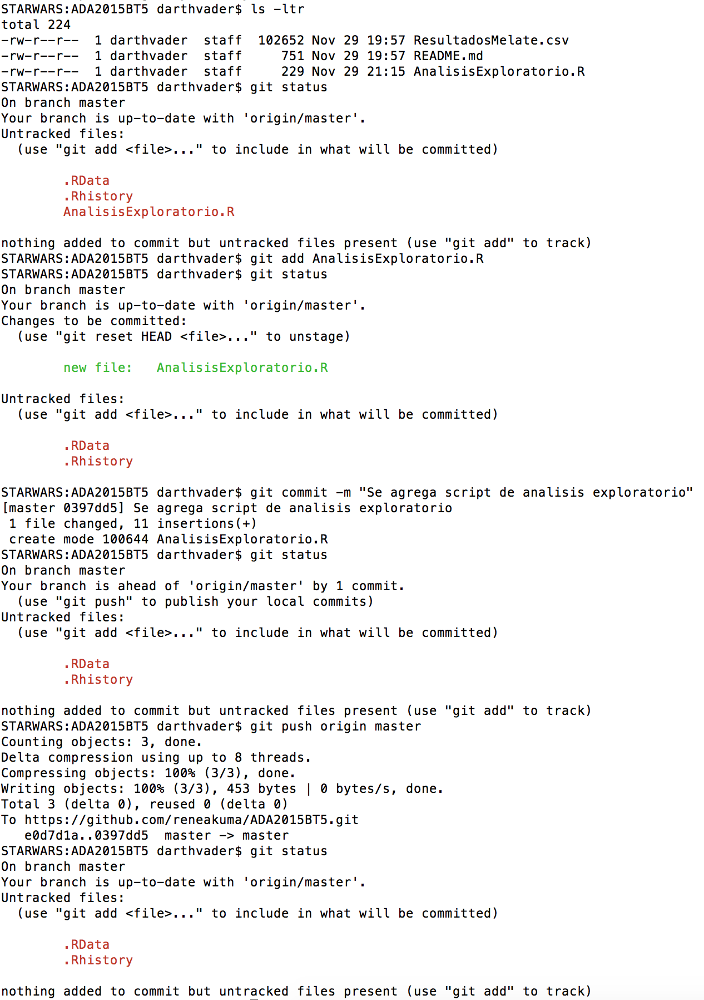 STARWARS:ADA2015BT5 darthvader$ ls -ltr
total 224
-rw-r--r--  1 darthvader  staff  102652 Nov 29 19:57 ResultadosMelate.csv
-rw-r--r--  1 darthvader  staff     751 Nov 29 19:57 README.md
-rw-r--r--  1 darthvader  staff     229 Nov 29 21:15 AnalisisExploratorio.R
STARWARS:ADA2015BT5 darthvader$ git status
On branch master
Your branch is up-to-date with 'origin/master'.
Untracked files:
  (use "git add <file>..." to include in what will be committed)

        .RData
        .Rhistory
        AnalisisExploratorio.R

nothing added to commit but untracked files present (use "git add" to track)
STARWARS:ADA2015BT5 darthvader$ git add AnalisisExploratorio.R
STARWARS:ADA2015BT5 darthvader$ git status
On branch master
Your branch is up-to-date with 'origin/master'.
Changes to be committed:
  (use "git reset HEAD <file>..." to unstage)

        new file:   AnalisisExploratorio.R

Untracked files:
  (use "git add <file>..." to include in what will be committed)

        .RData
        .Rhistory

STARWARS:ADA2015BT5 darthvader$ git commit -m "Se agrega script de analisis exploratorio"
[master 0397dd5] Se agrega script de analisis exploratorio
 1 file changed, 11 insertions(+)
 create mode 100644 AnalisisExploratorio.R
STARWARS:ADA2015BT5 darthvader$ git status
On branch master
Your branch is ahead of 'origin/master' by 1 commit.
  (use "git push" to publish your local commits)
Untracked files:
  (use "git add <file>..." to include in what will be committed)

        .RData
        .Rhistory

nothing added to commit but untracked files present (use "git add" to track)
STARWARS:ADA2015BT5 darthvader$ git push origin master
Counting objects: 3, done.
Delta compression using up to 8 threads.
Compressing objects: 100% (3/3), done.
Writing objects: 100% (3/3), 453 bytes | 0 bytes/s, done.
Total 3 (delta 0), reused 0 (delta 0)
To https://github.com/reneakuma/ADA2015BT5.git
   e0d7d1a..0397dd5  master -> master
STARWARS:ADA2015BT5 darthvader$ git status
On branch master
Your branch is up-to-date with 'origin/master'.
Untracked files:
  (use "git add <file>..." to include in what will be committed)

        .RData
        .Rhistory

nothing added to commit but untracked files present (use "git add" to track)